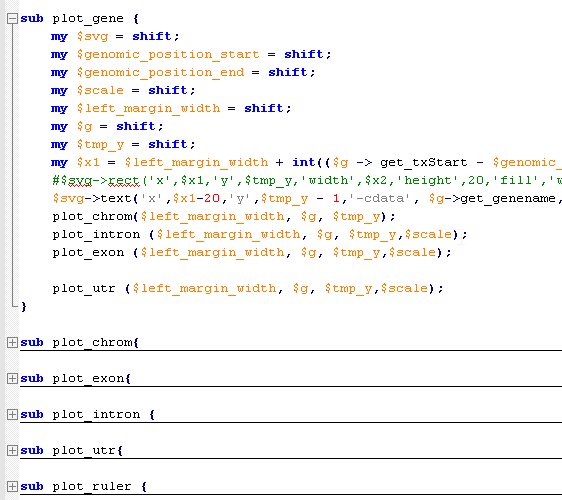 sub plot_gene {
my $svg = shift;
my $genomic_position_start = shift;
my $genomic_position_end = shift;
my $scale = shift;
my $left_margin_width = shift;
my $g = shift;
my $tmp_y = shift;
my $x1 = $left_margin_width + int(($g -> get_txStart - $genomic_
#$svg->rect('x',$x1,'y',$tmp_y,'width',$x2,'height',20,'fill','w
$svg->text('x',$x1-20,'y',$tmp_y - 1,'-cdata', $g->get_genename,
plot_chrom($left_margin_width, $g, $tmp_y);
plot_intron ($left_margin_width, $g, $tmp_y,$scale);
plot_exon ($left_margin_width, $g, $tmp_y,$scale);
plot_utr ($left_margin_width, $g, $tmp_y,$scale);
}
sub plot_chrom{
sub plot_exon{
sub plot_intron {
sub plot_utr{
sub plot_ruler {